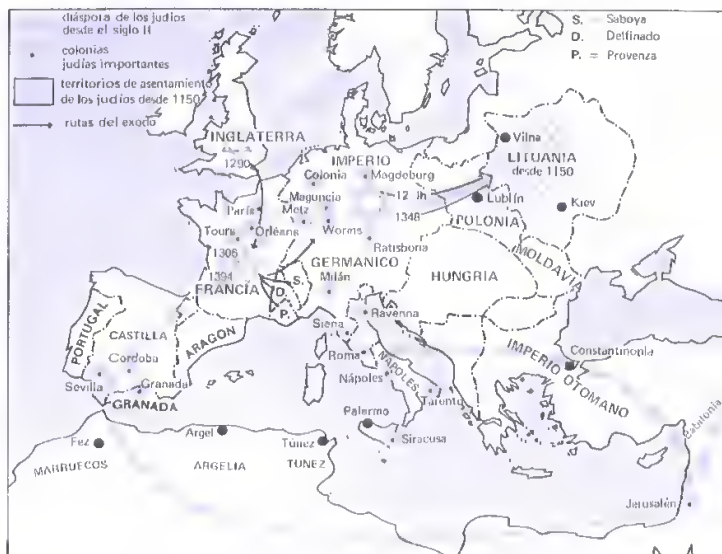 diáspora de los judíos
desde el siglo II
colonias
judías importantes
territorios de asentamiento
de los judíos desde 1150
rutas del exodo
S. = Saboya
D. = Delfinado
P. = Provenza
INGLATERRA
1290
IMPERIO
Colonia
Magdeburg
Maguncia
Metz
Worms
Ratisbona
GERMANICO
1348
Vilna
LITUANIA
desde 1150
Lublín
Kiev
POLONIA
MOLDAVIA
HUNGRIA
París
Orléans
Tours
1306
1394
FRANCIA
S.
D.
P.
Milán
Ravenna
Siena
Roma
NAPOLES
Nápoles
Tarento
Palermo
Siracusa
PORTUGAL
CASTILLA
ARAGON
Cordoba
Sevilla
Granada
GRANADA
Constantinopla
IMPERIO OTOMANO
Babilonia
Jerusalén
Fez
MARRUECOS
Argel
ARGELIA
Túnez
TUNEZ